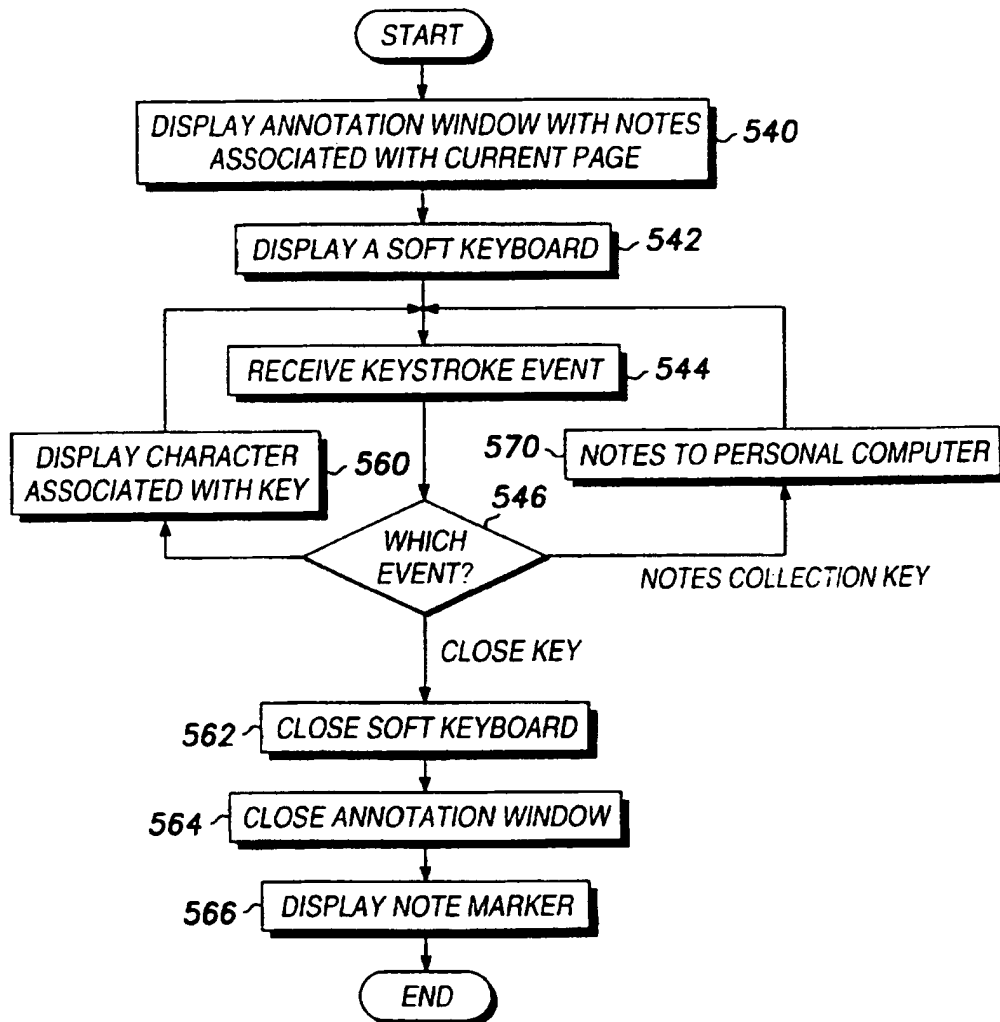 START
DISPLAY ANNOTATION WINDOW WITH NOTES
ASSOCIATED WITH CURRENT PAGE
540
DISPLAY A SOFT KEYBOARD
542
RECEIVE KEYSTROKE EVENT
544
DISPLAY CHARACTER
ASSOCIATED WITH KEY
560
570
NOTES TO PERSONAL COMPUTER
546
WHICH
EVENT?
NOTES COLLECTION KEY
CLOSE KEY
562
CLOSE SOFT KEYBOARD
564
CLOSE ANNOTATION WINDOW
566
DISPLAY NOTE MARKER
END